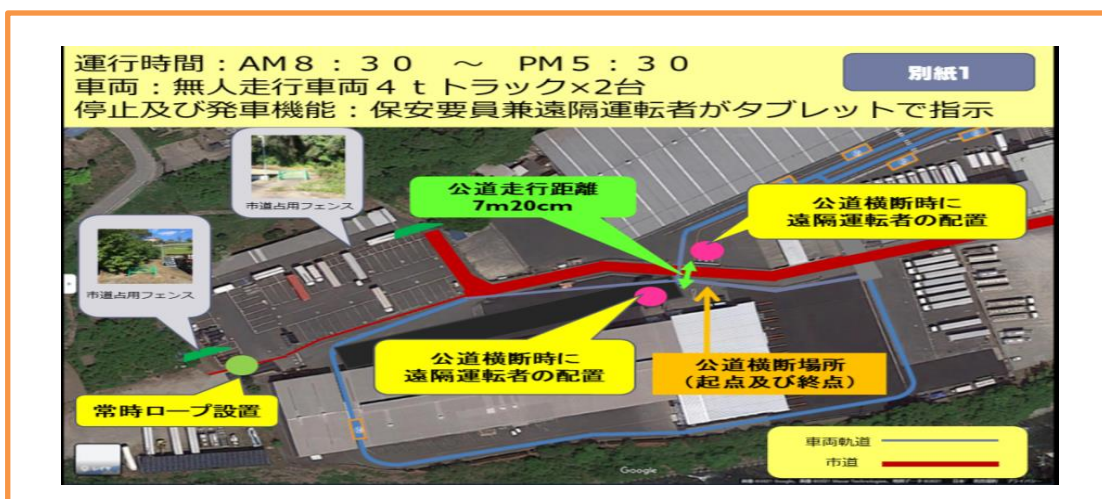 運行時間：AM8：30　～　PM5：30
別紙1
車両：無人走行車両4tトラック×2台
停止及び発車機能：保安要員兼遠隔運転者がタブレットで指示
市道占用フェンス
公道走行距離
7m20cm
公道横断時に
遠隔運転者の配置
市道占用フェンス
公道横断時に
遠隔運転者の配置
公道横断場所
（起点及び終点）
常時ロープ設置
車両軌道
市道
Google